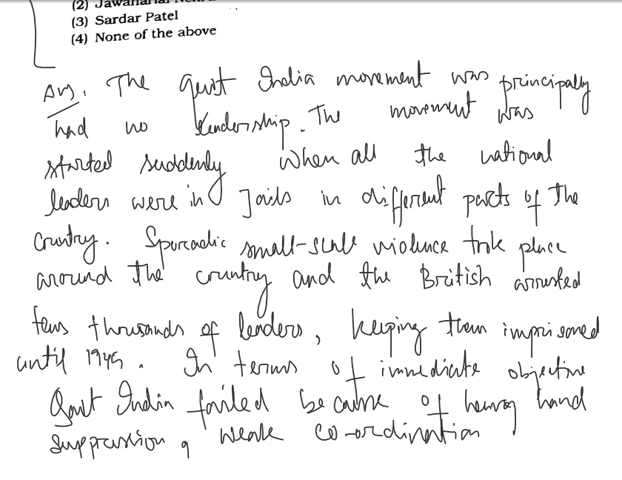 (2) Jawaharlal
(3) Sardar Patel
(4) None of the above
Ans. The Quit India movement was principally
had no leadership. The movement was
started suddenly when all the national
leaders were in Jails in different parts of the
Country. Sporadic small-scale violence took place
around the country and the British arrested
tens thousands of leaders, keeping them imprisoned
until 1945. In terms of immediate objective
Quit India failed because of heavy hand
suppression, weak co-ordination